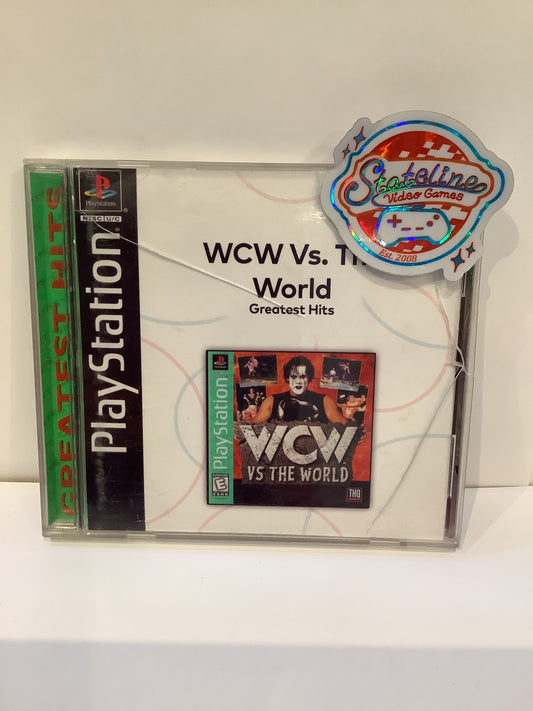 GREATEST HITS
PlayStation
NTSC U/C
PlayStation
WCW Vs. Th
World
Greatest Hits
Stateline
Video Games
Est. 2008
PlayStation
WCW
VS THE WORLD
E
THQ